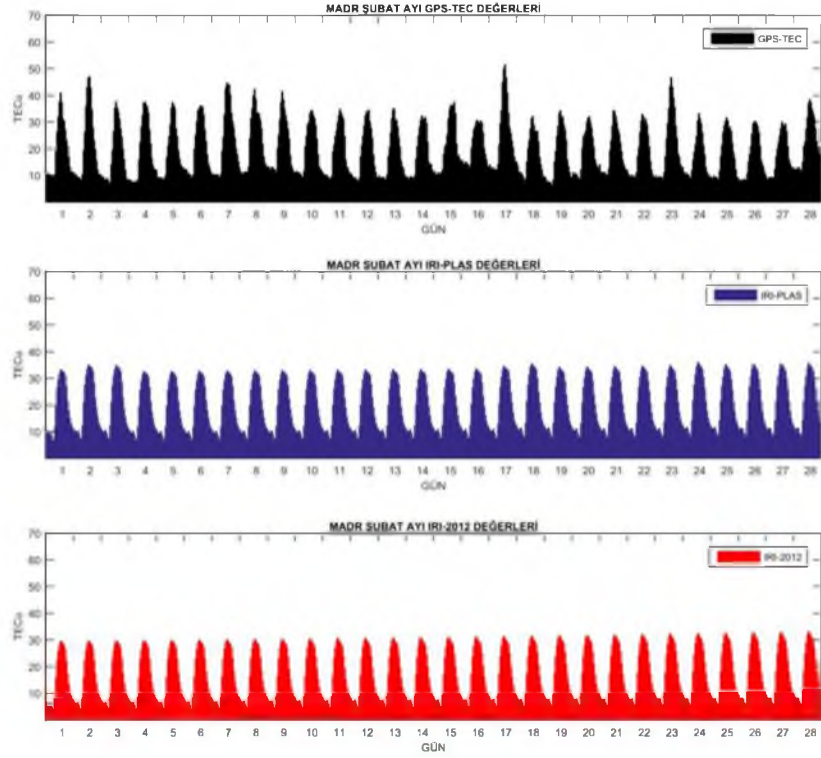 MADR ŞUBAT AYI GPS-TEC DEĞERLERİ
70
60
50
40
30
20
10
TECu
GPS-TEC
1 2 3 4 5 6 7 8 9 10 11 12 13 14 15 16 17 18 19 20 21 22 23 24 25 26 27 28
GÜN
MADR SUBAT AYI IRI-PLAS DEĞERLERİ
70
60
50
40
30
20
10
TECu
IRI-PLAS
1 2 3 4 5 6 7 8 9 10 11 12 13 14 15 16 17 18 19 20 21 22 23 24 25 26 27 28
GÜN
MADR SUBAT AYI IRI-2012 DEĞERLERİ
70
60
50
40
30
20
10
TECu
IRI-2012
1 2 3 4 5 6 7 8 9 10 11 12 13 14 15 16 17 18 19 20 21 22 23 24 25 26 27 28
GÜN